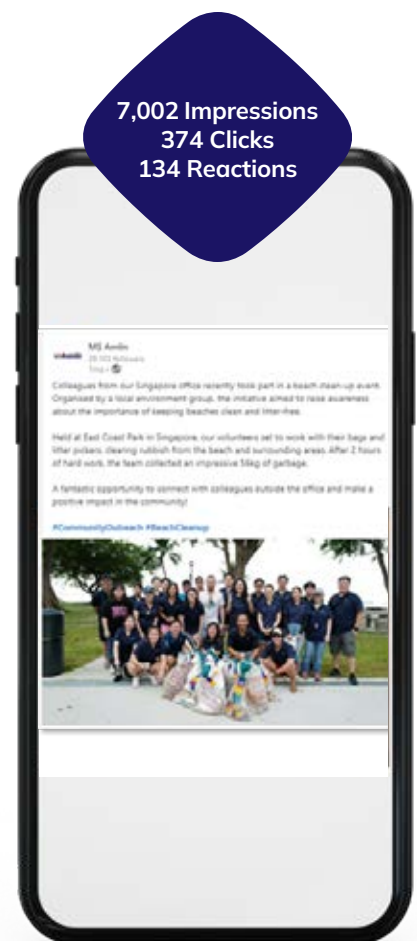 7,002 Impressions
374 Clicks
134 Reactions
MS Amlin
followers
Colleagues from our Singapore office recently took part in a beach clean-up event.
Organised by a local environment group, the initiative aimed to raise awareness
about the importance of keeping beaches clean and litter-free.
Held at East Coast Park in Singapore, our volunteers set to work with their bags and
litter pickers, clearing rubbish from the beach and surrounding areas. After 2 hours
of hard work, the team collected an impressive 56kg of garbage.
A fantastic opportunity to connect with colleagues outside the office and make a
positive impact in the community!
#CommunityOutreach #BeachCleanup